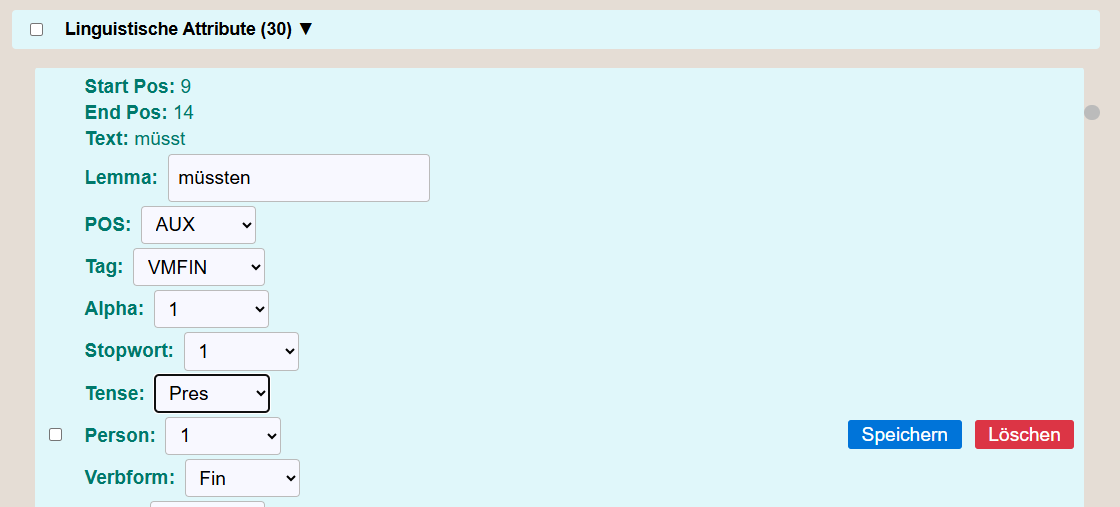 Linguistische Attribute (30) ▼
Start Pos: 9
End Pos: 14
Text: müsst
Lemma: müssten
POS: AUX
Tag: VMFIN
Alpha: 1
Stopwort: 1
Tense: Pres
Person: 1 Speichern Löschen
Verbform: Fin